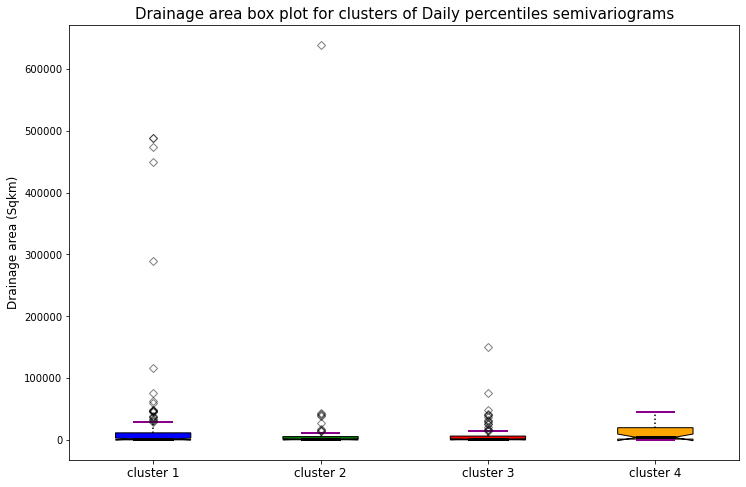 Drainage area box plot for clusters of Daily percentiles semivariograms
Drainage area (Sqkm)
600000
500000
400000
300000
200000
100000
0
cluster 1
cluster 2
cluster 3
cluster 4